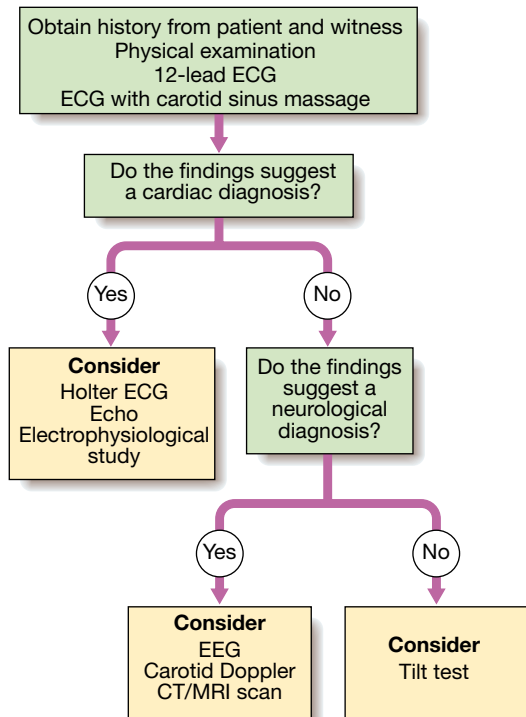 Obtain history from patient and witness
Physical examination
12-lead ECG
ECG with carotid sinus massage
Do the findings suggest
a cardiac diagnosis?
Yes
No
Consider
Holter ECG
Echo
Electrophysiological
study
Do the findings
suggest a
neurological
diagnosis?
Yes
No
Consider
EEG
Carotid Doppler
CT/MRI scan
Consider
Tilt test